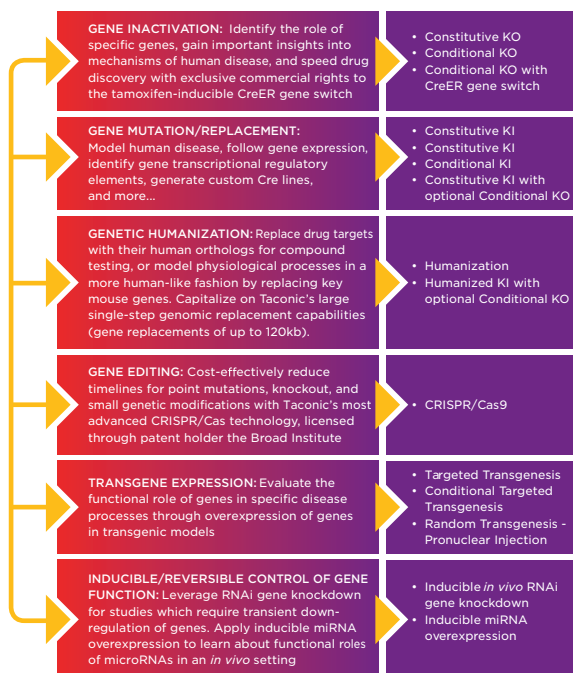 GENE INACTIVATION: Identify the role of
specific genes, gain important insights into
mechanisms of human disease, and speed drug
discovery with exclusive commercial rights to
the tamoxifen-inducible CreER gene switch
• Constitutive KO
• Conditional KO
• Conditional KO with
CreER gene switch
GENE MUTATION/REPLACEMENT:
Model human disease, follow gene expression,
identify gene transcriptional regulatory
elements, generate custom Cre lines,
and more...
• Constitutive KI
• Constitutive KI
• Conditional KI
• Constitutive KI with
optional Conditional KO
GENETIC HUMANIZATION: Replace drug targets
with their human orthologs for compound
testing, or model physiological processes in a
more human-like fashion by replacing key
mouse genes. Capitalize on Taconic's large
single-step genomic replacement capabilities
(gene replacements of up to 120kb).
• Humanization
• Humanized KI with
optional Conditional KO
GENE EDITING: Cost-effectively reduce
timelines for point mutations, knockout, and
small genetic modifications with Taconic's most
advanced CRISPR/Cas technology, licensed
through patent holder the Broad Institute
• CRISPR/Cas9
TRANSGENE EXPRESSION: Evaluate the
functional role of genes in specific disease
processes through overexpression of genes
in transgenic models
• Targeted Transgenesis
• Conditional Targeted
Transgenesis
• Random Transgenesis -
Pronuclear Injection
INDUCIBLE/REVERSIBLE CONTROL OF GENE
FUNCTION: Leverage RNAi gene knockdown
for studies which require transient down-
regulation of genes. Apply inducible miRNA
overexpression to learn about functional roles
of microRNAs in an in vivo setting
• Inducible in vivo RNAi
gene knockdown
• Inducible miRNA
overexpression